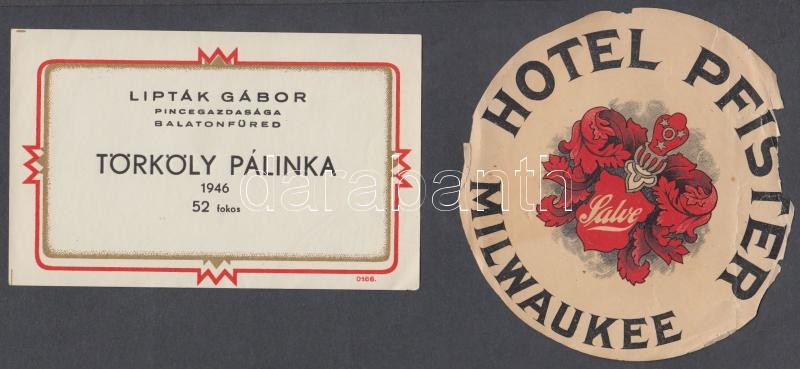 LIPTÁK GÁBOR
PINCEGAZDASÁGA
BALATONFÜRED
TÖRKÖLY PÁLINKA
1946
52 fokos
0166.
HOTEL PFISTER
MILWAUKEE
Salve
darabanth